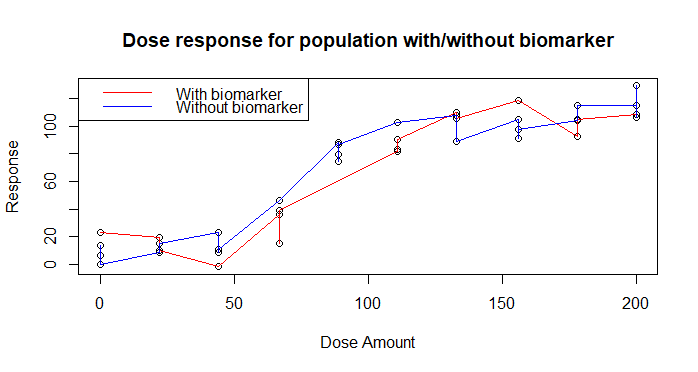 Dose response for population with/without biomarker
With biomarker
Without biomarker
Response
100
60
20
0
0 50 100 150 200
Dose Amount